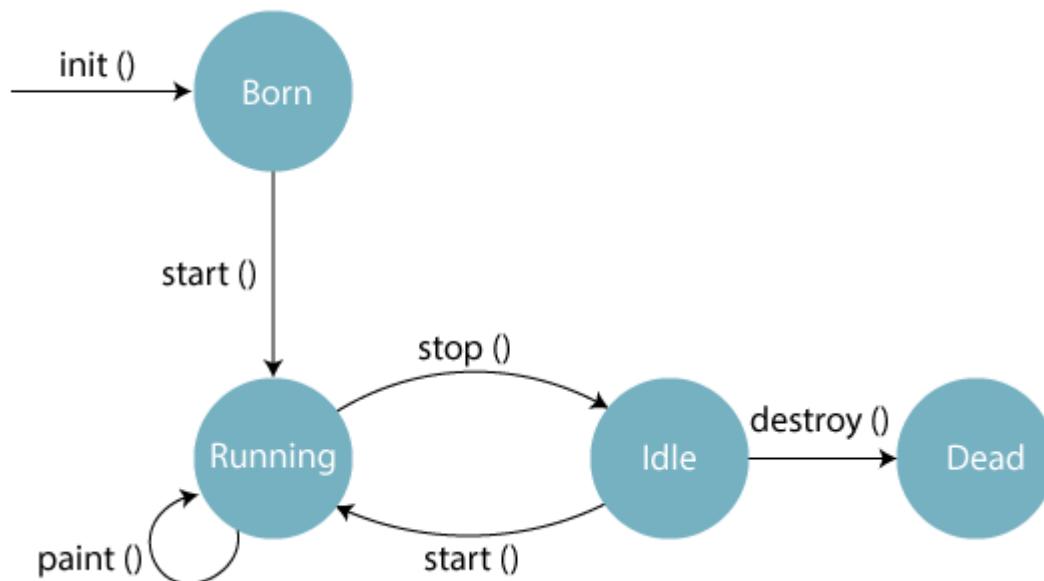 init ()
Born
start ()
stop ()
Running
Idle
destroy ()
Dead
start ()
paint ()